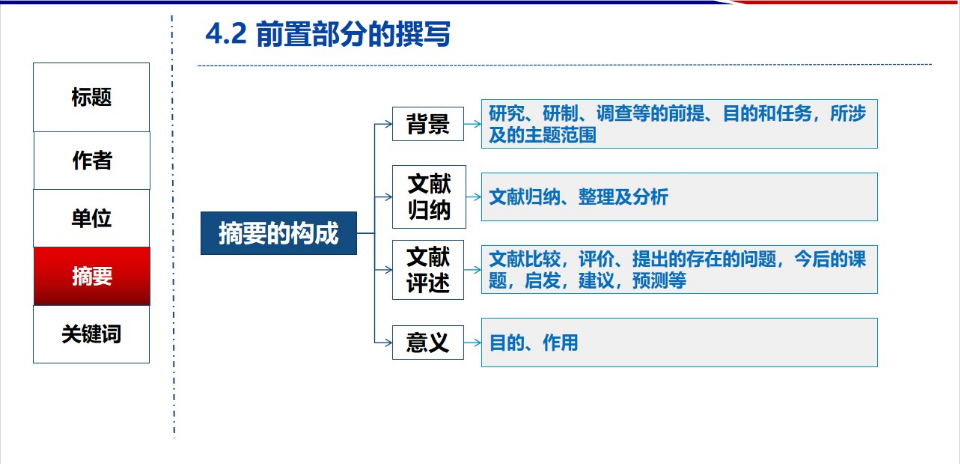 4.2 前置部分的撰写
标题
作者
单位
摘要
关键词
摘要的构成
背景
研究、研制、调查等的前提、目的和任务，所涉
及的主题范围
文献
归纳
文献归纳、整理及分析
文献
评述
文献比较，评价、提出的存在的问题，今后的课
题，启发，建议，预测等
意义
目的、作用